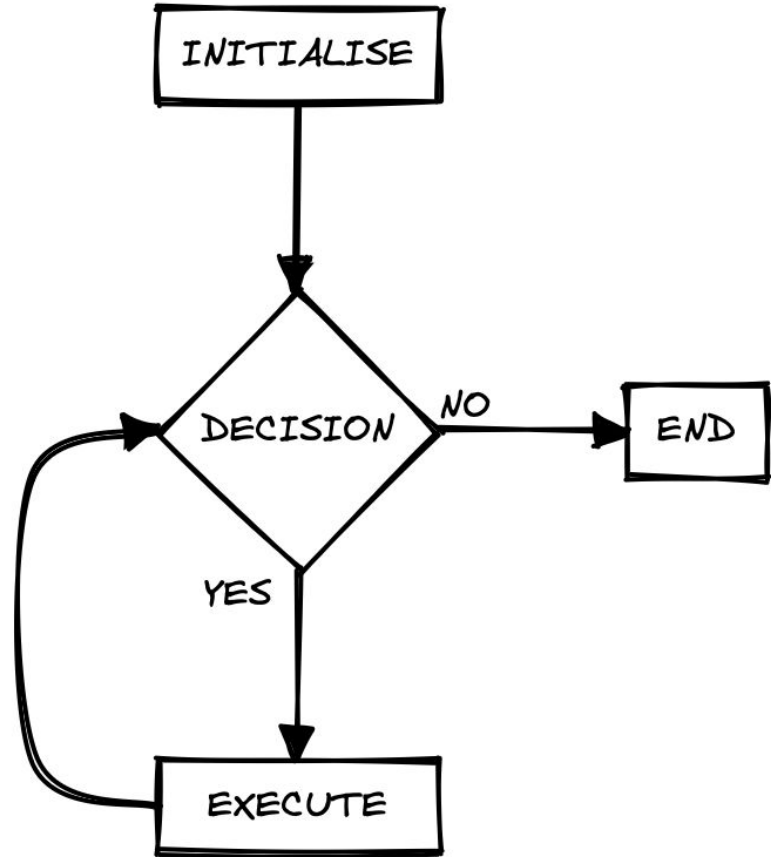 INITIALISE
DECISION
NO
END
YES
EXECUTE